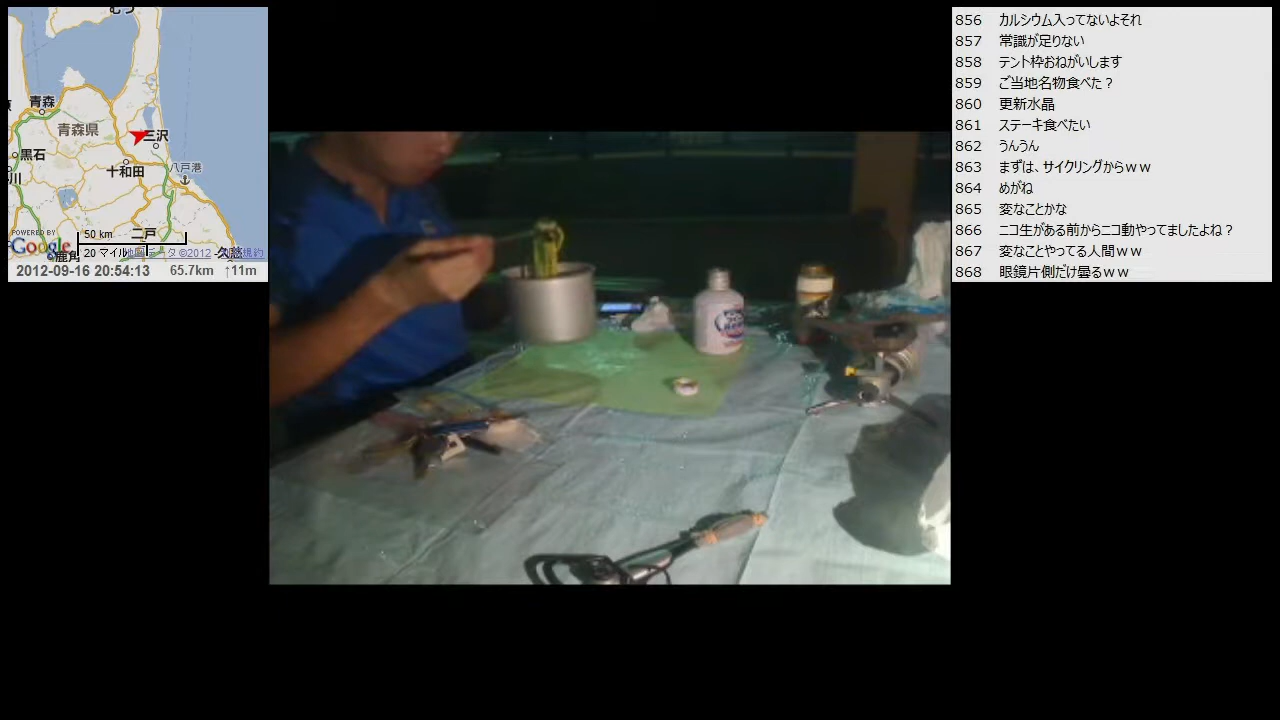 むつ
青森
青森県
三沢
黒石
川
十和田
八戸港
二戸
久慈
鹿角
POWERED BY
Google
50 km
20 マイル
2012-09-16 20:54:13 65.7km ↑11m
856 カルシウム入ってないよそれ
857 常識が足りない
858 テント枠おねがいします
859 ご当地名物食べた？
860 更新水晶
861 ステーキ食べたい
862 うんうん
863 まずは、サイクリングからｗｗ
864 めがね
865 変なことかな
866 ニコ生がある前からニコ動やってましたよね？
867 変なことやってる人間ｗｗ
868 眼鏡片側だけ曇るｗｗ